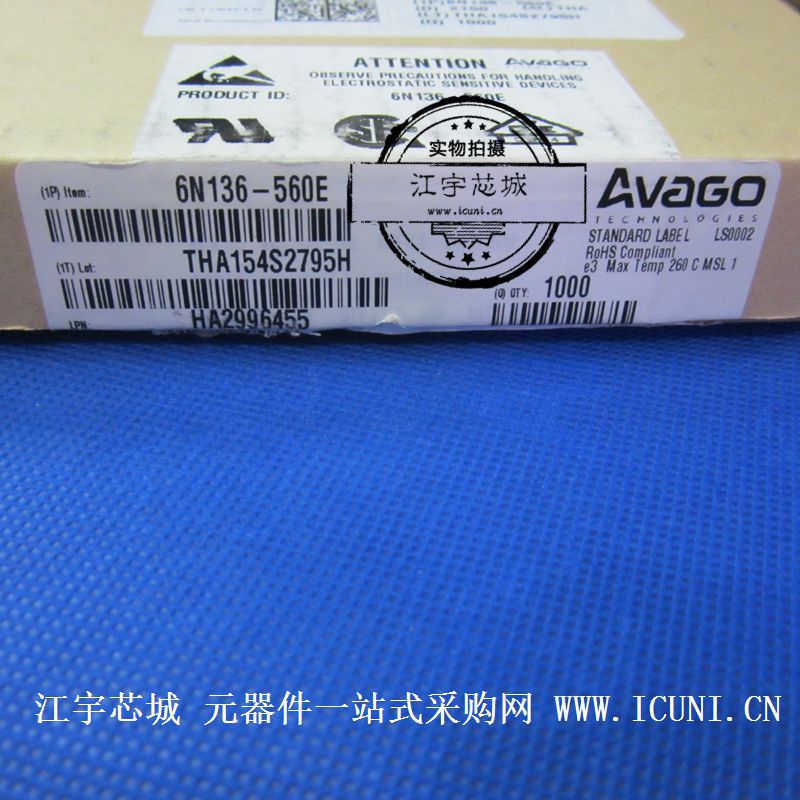 (Q) 1000
ATTENTION AVAGO
OBSERVE PRECAUTIONS FOR HANDLING
ELECTROSTATIC SENSITIVE DEVICES.
PRODUCT ID: 6N136-560E
实物拍摄
江宇芯城
www.icuni.cn
(1P) Item: 6N136-560E
AVAGO
TECHNOLOGIES
STANDARD LABEL LS0002
RoHS Compliant
e3 Max Temp 260 C MSL 1
(1T) Lot: THA154S2795H
(Q) QTY: 1000
LPN: HA2996455
江宇芯城 元器件一站式采购网 WWW.ICUNI.CN